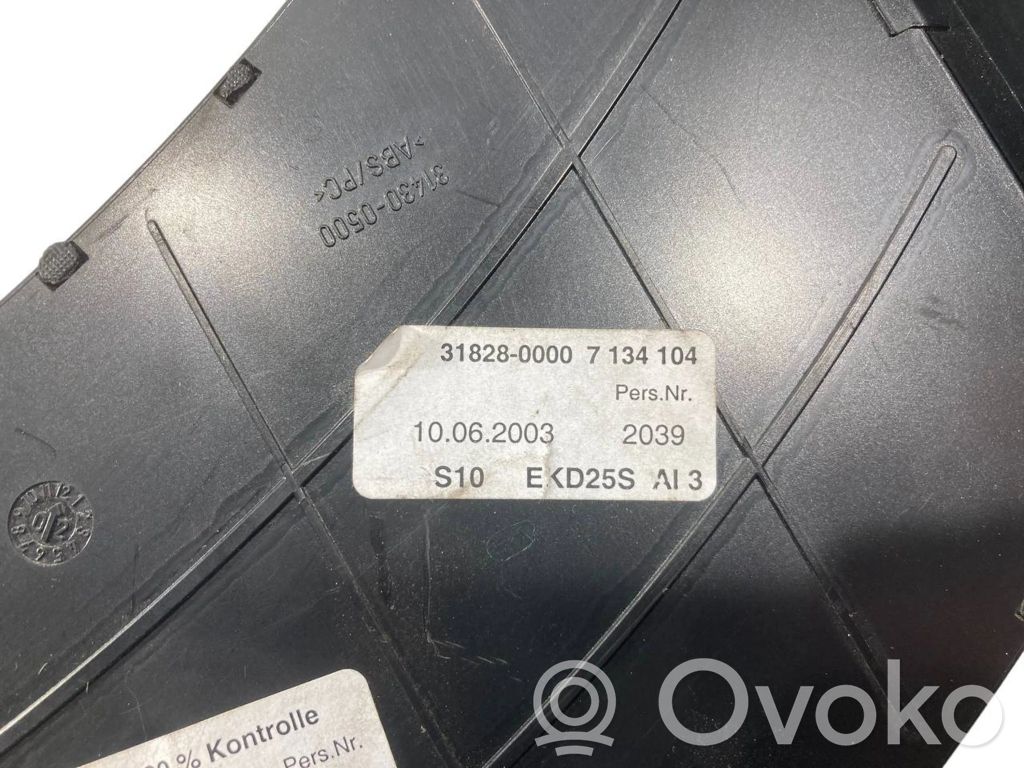 >ABS/PC<
31430-0500
31828-0000 7 134 104
Pers.Nr.
10.06.2003 2039
S10 EKD25S AI 3
% Kontrolle
Pers.Nr.
Ovoko